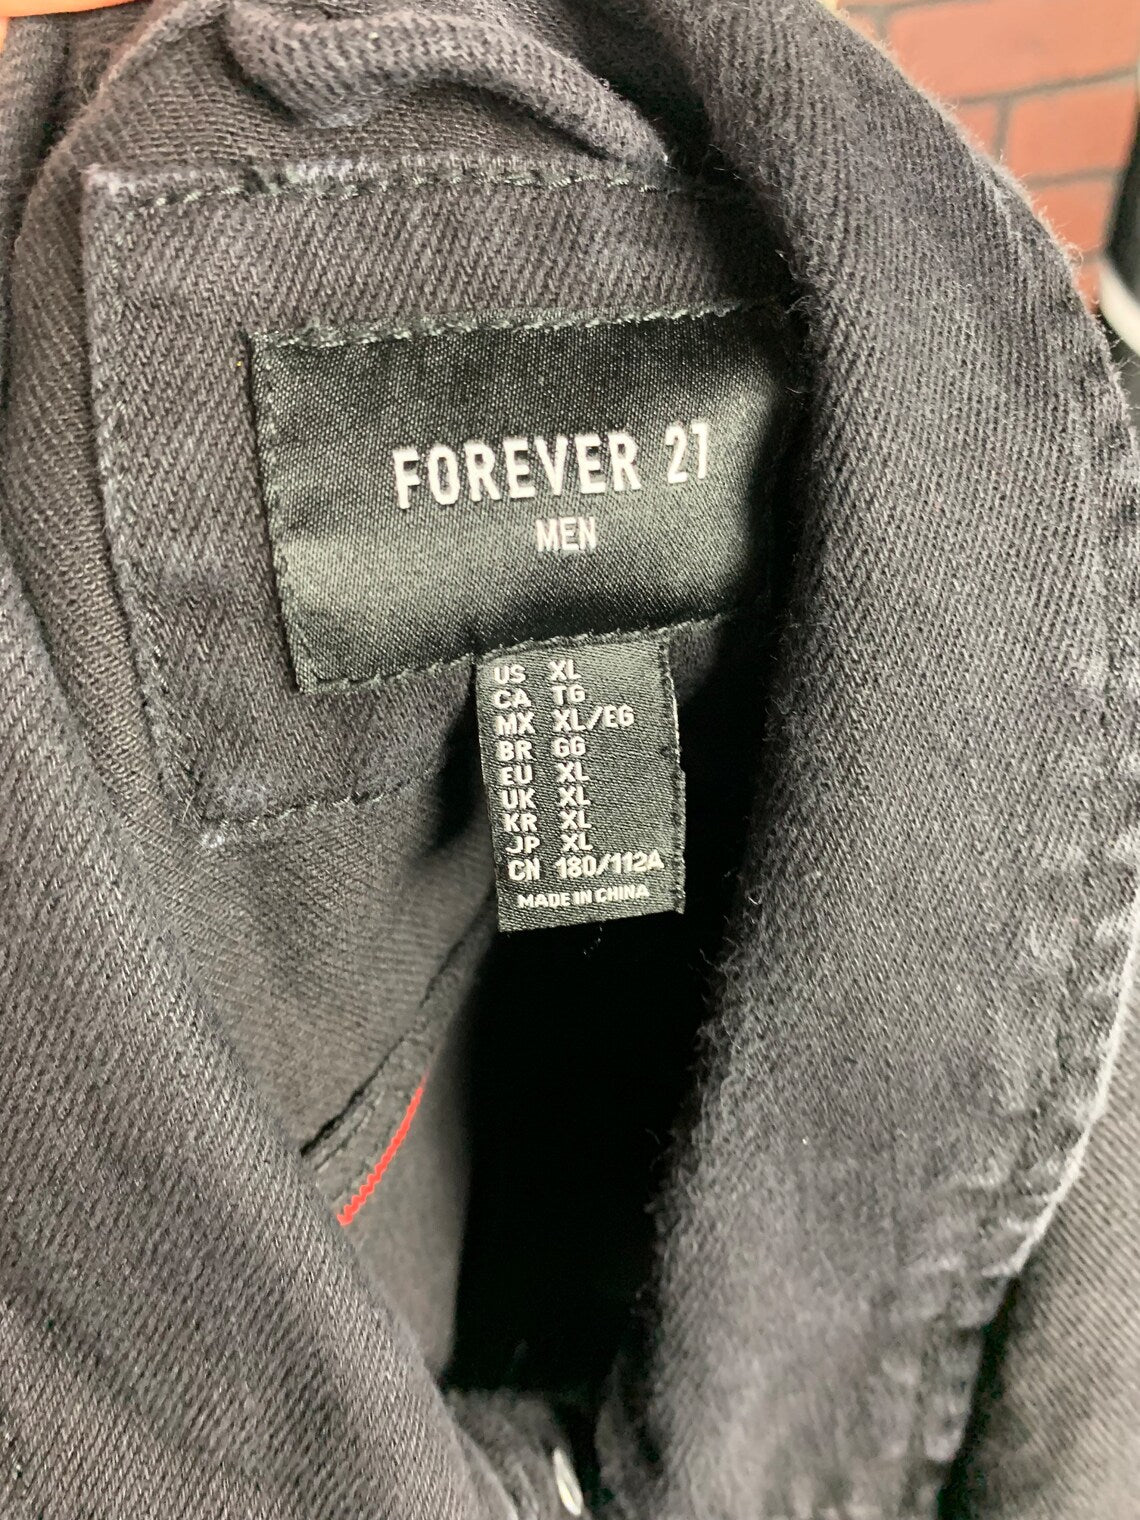 FOREVER 21
MEN
US XL
CA TG
MX XL/EG
BR GG
EU XL
UK XL
KR XL
JP XL
CN 180/112A
MADE IN CHINA